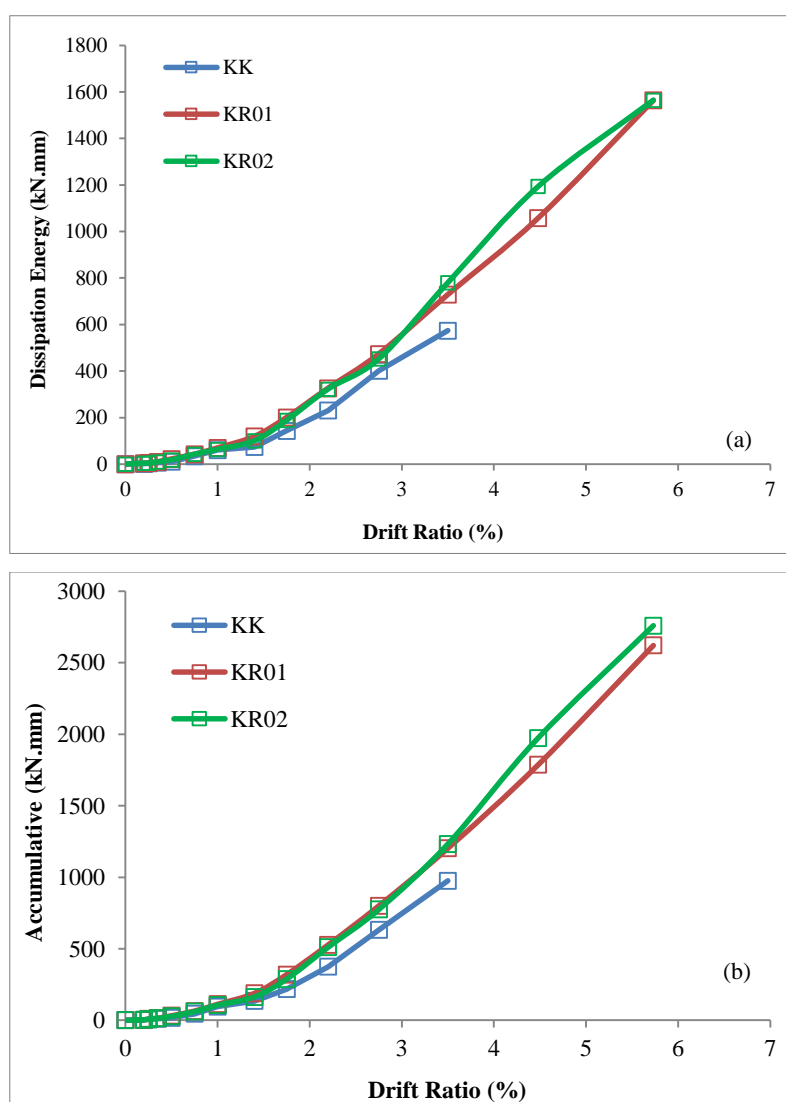 1800
1600
1400
1200
1000
800
600
400
200
0
Dissipation Energy (kN.mm)
KK
KR01
KR02
(a)
0 1 2 3 4 5 6 7
Drift Ratio (%)
3000
2500
2000
1500
1000
500
0
Accumulative (kN.mm)
KK
KR01
KR02
(b)
0 1 2 3 4 5 6 7
Drift Ratio (%)